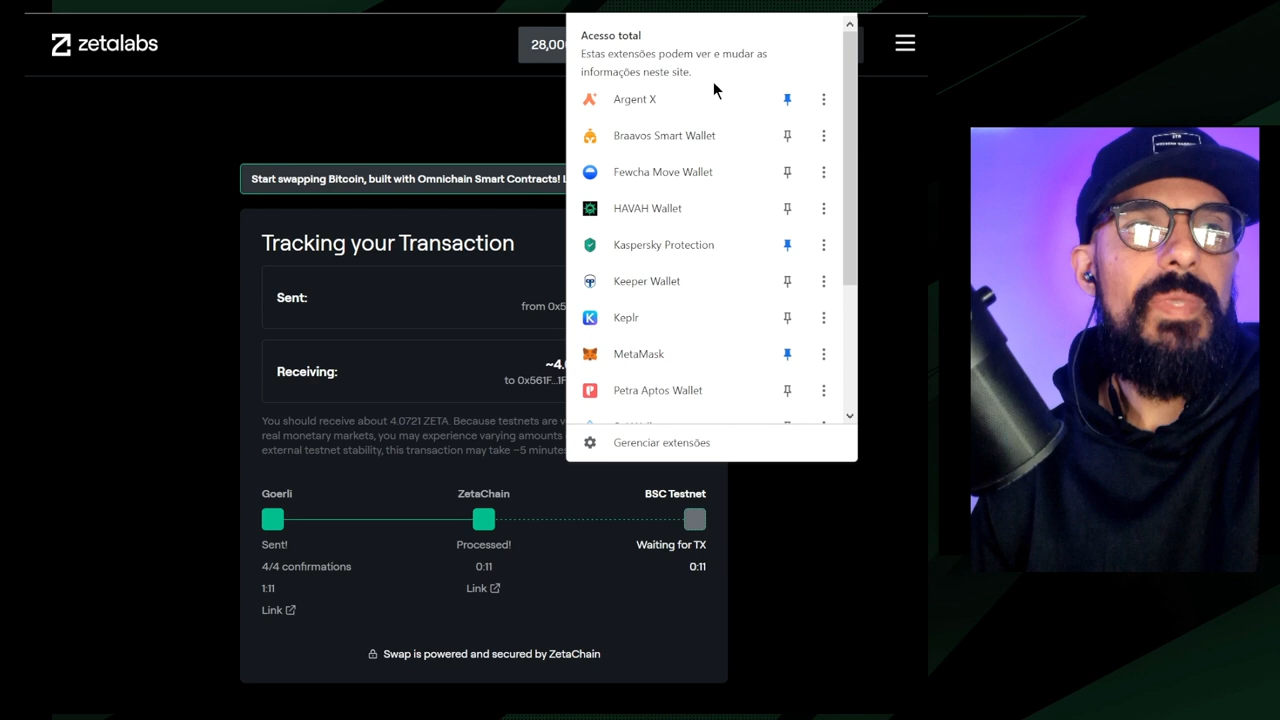 zetalabs
28,00
Acesso total
Estas extensões podem ver e mudar as
informações neste site.
Argent X
Braavos Smart Wallet
Fewcha Move Wallet
HAVAH Wallet
Kaspersky Protection
Keeper Wallet
Keplr
MetaMask
Petra Aptos Wallet
Gerenciar extensões
Start swapping Bitcoin, built with Omnichain Smart Contracts!
Tracking your Transaction
Sent:
from 0x5
Receiving:
~4.
to 0x561F...1F
You should receive about 4.0721 ZETA. Because testnets are
real monetary markets, you may experience varying amounts
external testnet stability, this transaction may take ~5 minute
Goerli
ZetaChain
BSC Testnet
Sent!
Processed!
Waiting for TX
4/4 confirmations
0:11
0:11
1:11
Link
Link
Swap is powered and secured by ZetaChain